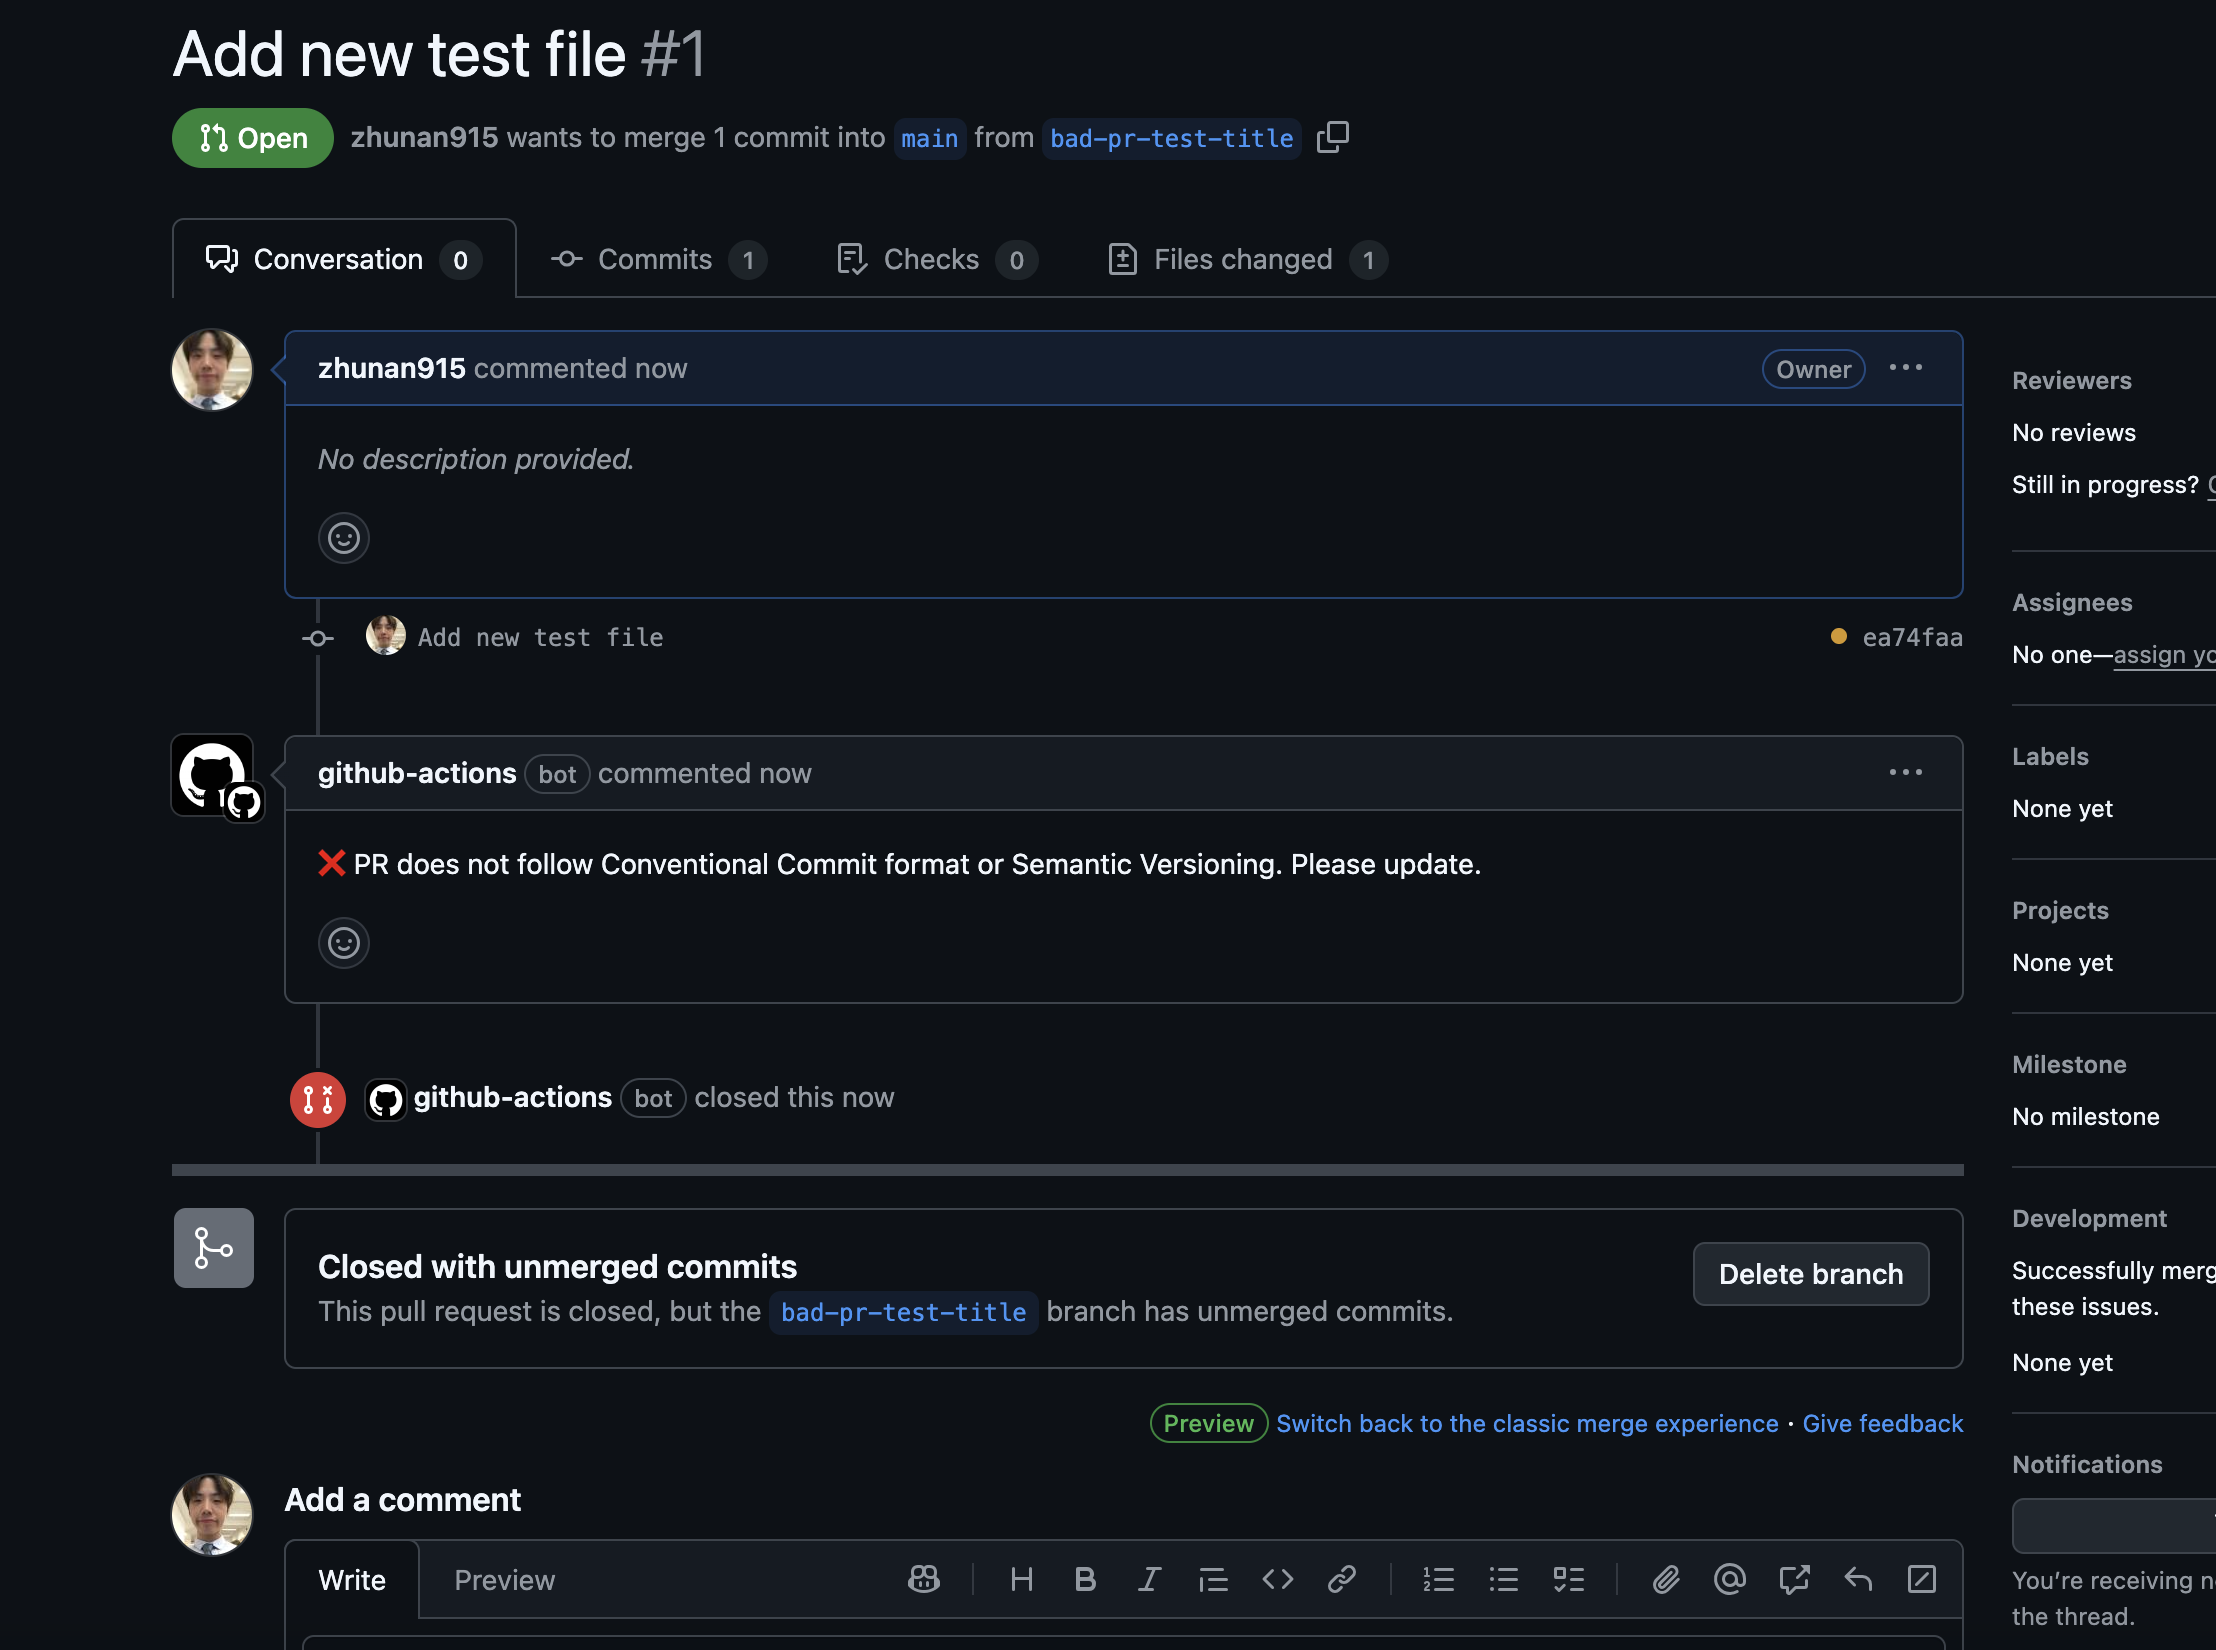 Add new test file #1
Open zhunan915 wants to merge 1 commit into main from bad-pr-test-title
Conversation 0 Commits 1 Checks 0 Files changed 1
zhunan915 commented now Owner
No description provided.
Add new test file ea74faa
github-actions bot commented now
❌ PR does not follow Conventional Commit format or Semantic Versioning. Please update.
github-actions bot closed this now
Closed with unmerged commits
This pull request is closed, but the bad-pr-test-title branch has unmerged commits.
Delete branch
Preview Switch back to the classic merge experience · Give feedback
Add a comment
Write Preview
Reviewers
No reviews
Still in progress?
Assignees
No one—assign yo
Labels
None yet
Projects
None yet
Milestone
No milestone
Development
Successfully merg
these issues.
None yet
Notifications
You're receiving n
the thread.